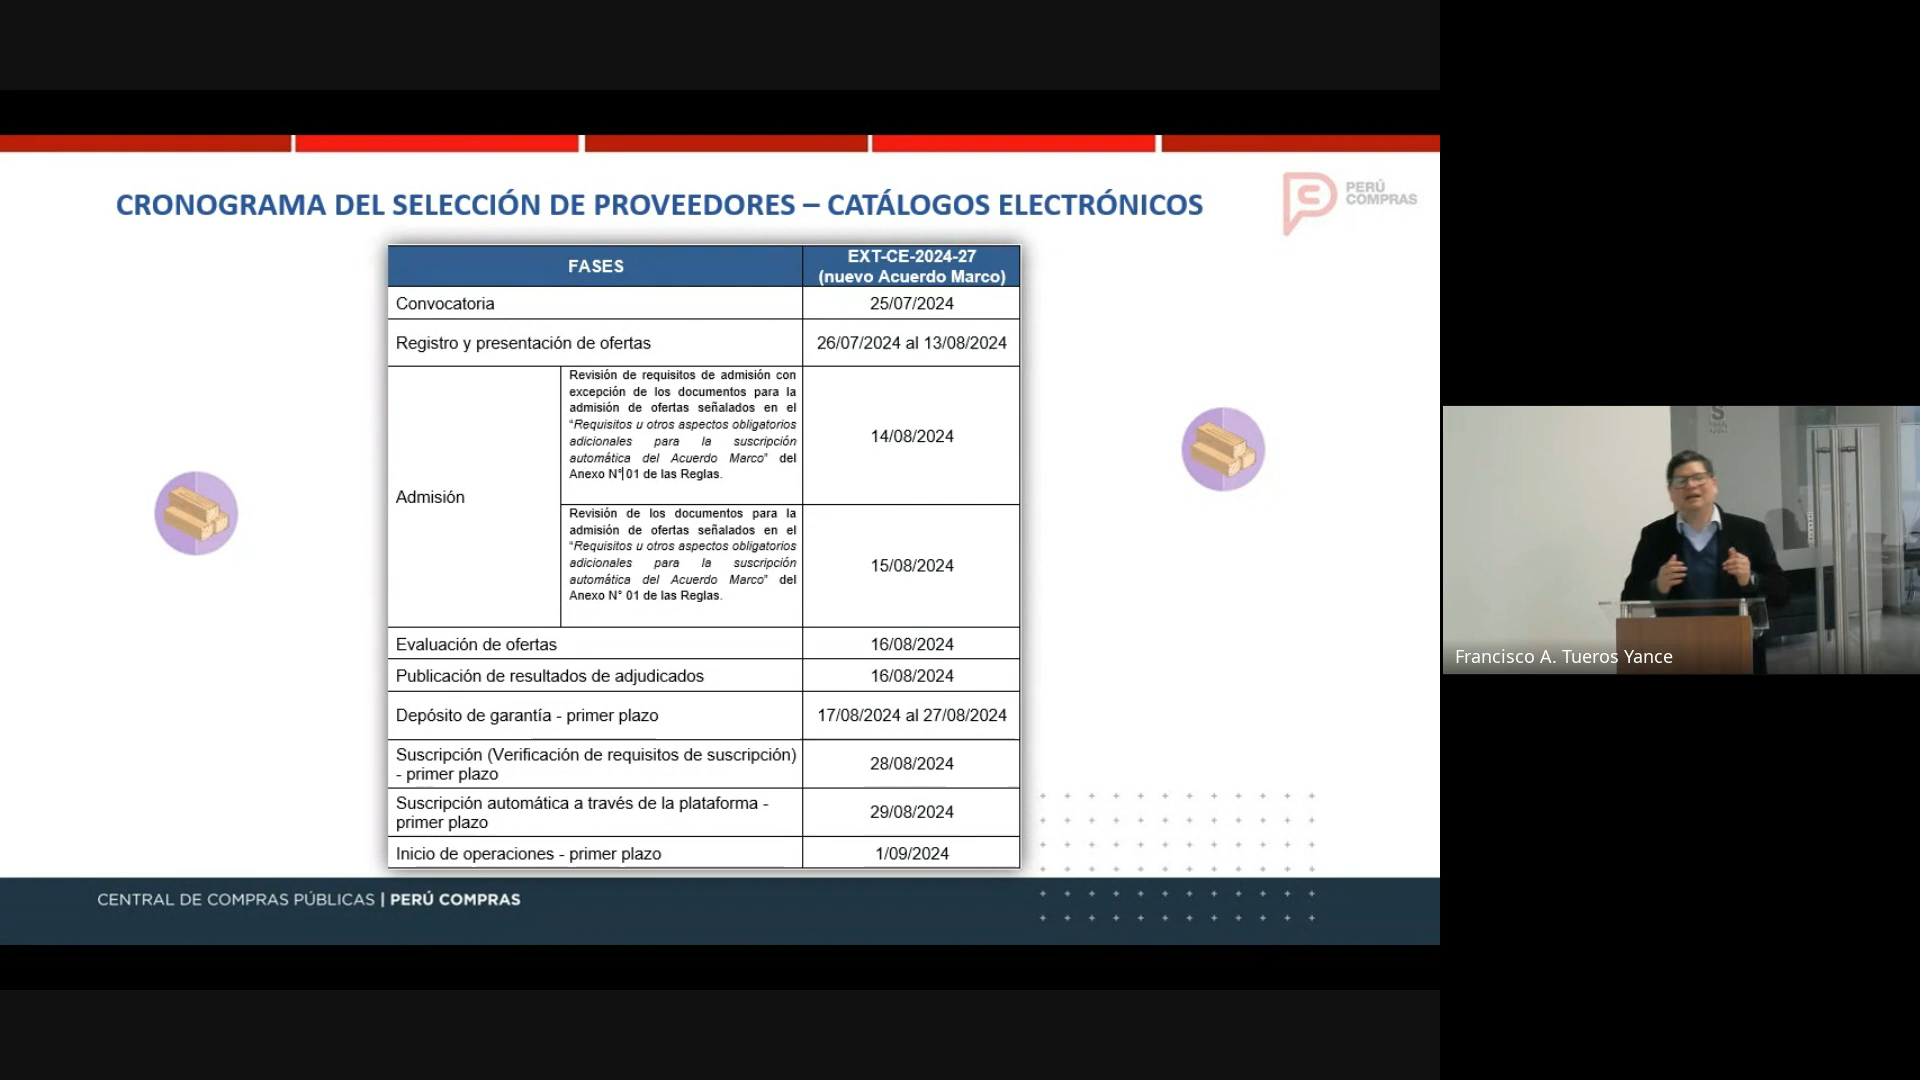 CRONOGRAMA DEL SELECCIÓN DE PROVEEDORES – CATÁLOGOS ELECTRÓNICOS
PERÚ
COMPRAS
FASES
EXT-CE-2024-27
(nuevo Acuerdo Marco)
Convocatoria
25/07/2024
Registro y presentación de ofertas
26/07/2024 al 13/08/2024
Admisión
Revisión de requisitos de admisión con
excepción de los documentos para la
admisión de ofertas señalados en el
“Requisitos u otros aspectos obligatorios
adicionales para la suscripción
automática del Acuerdo Marco” del
Anexo N° 01 de las Reglas.
14/08/2024
Revisión de los documentos para la
admisión de ofertas señalados en el
“Requisitos u otros aspectos obligatorios
adicionales para la suscripción
automática del Acuerdo Marco” del
Anexo N° 01 de las Reglas.
15/08/2024
Evaluación de ofertas
16/08/2024
Publicación de resultados de adjudicados
16/08/2024
Depósito de garantía - primer plazo
17/08/2024 al 27/08/2024
Suscripción (Verificación de requisitos de suscripción)
- primer plazo
28/08/2024
Suscripción automática a través de la plataforma -
primer plazo
29/08/2024
Inicio de operaciones - primer plazo
1/09/2024
CENTRAL DE COMPRAS PÚBLICAS | PERÚ COMPRAS
Francisco A. Tueros Yance